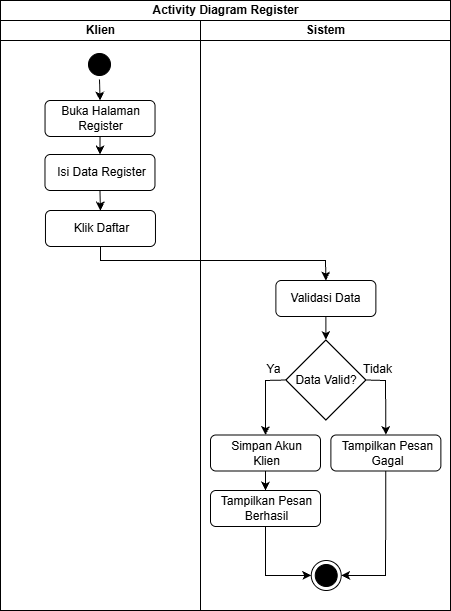 Activity Diagram Register
Klien
Sistem
Buka Halaman
Register
Isi Data Register
Klik Daftar
Validasi Data
Data Valid?
Ya
Tidak
Simpan Akun
Klien
Tampilkan Pesan
Gagal
Tampilkan Pesan
Berhasil